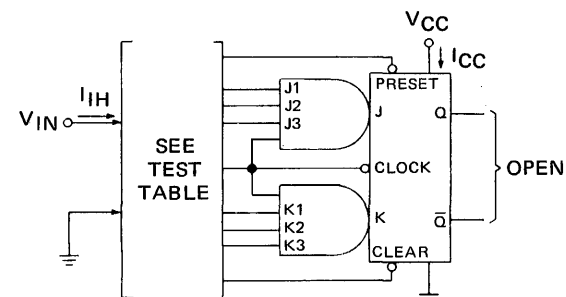 VCC
ICC
PRESET
IIH
VIN
J1
J2
J3
J
Q
SEE
TEST
TABLE
CLOCK
OPEN
K1
K2
K3
K
Q̅
CLEAR